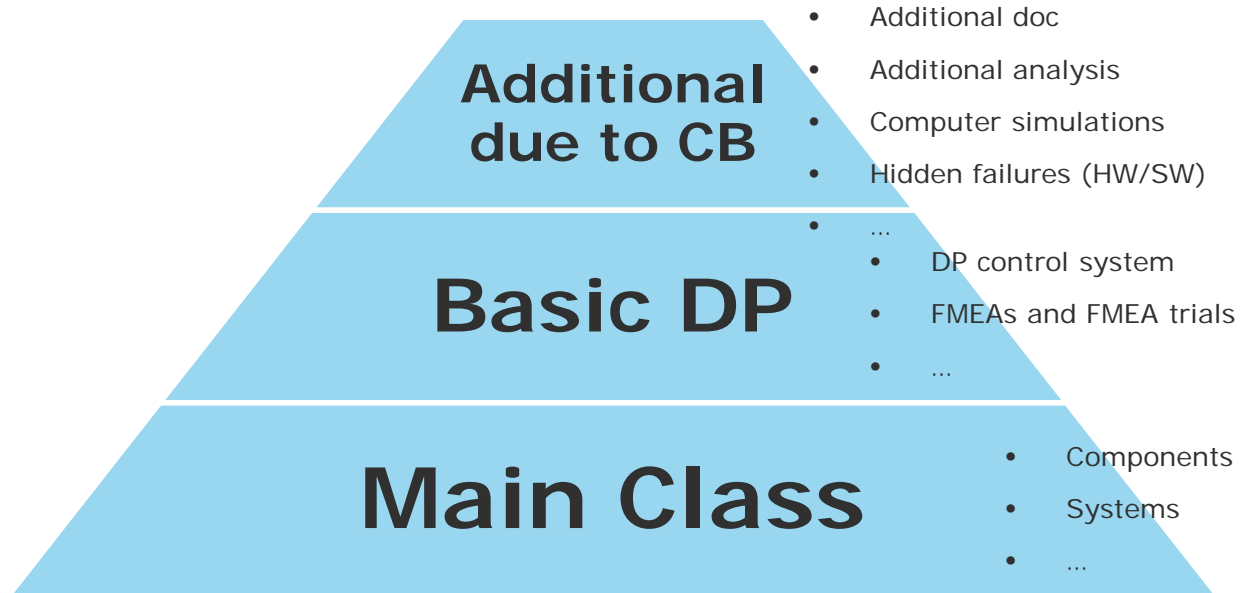 Additional
due to CB
• Additional doc
• Additional analysis
• Computer simulations
• Hidden failures (HW/SW)
• ...
Basic DP
• DP control system
• FMEAs and FMEA trials
• ...
Main Class
• Components
• Systems
• ...